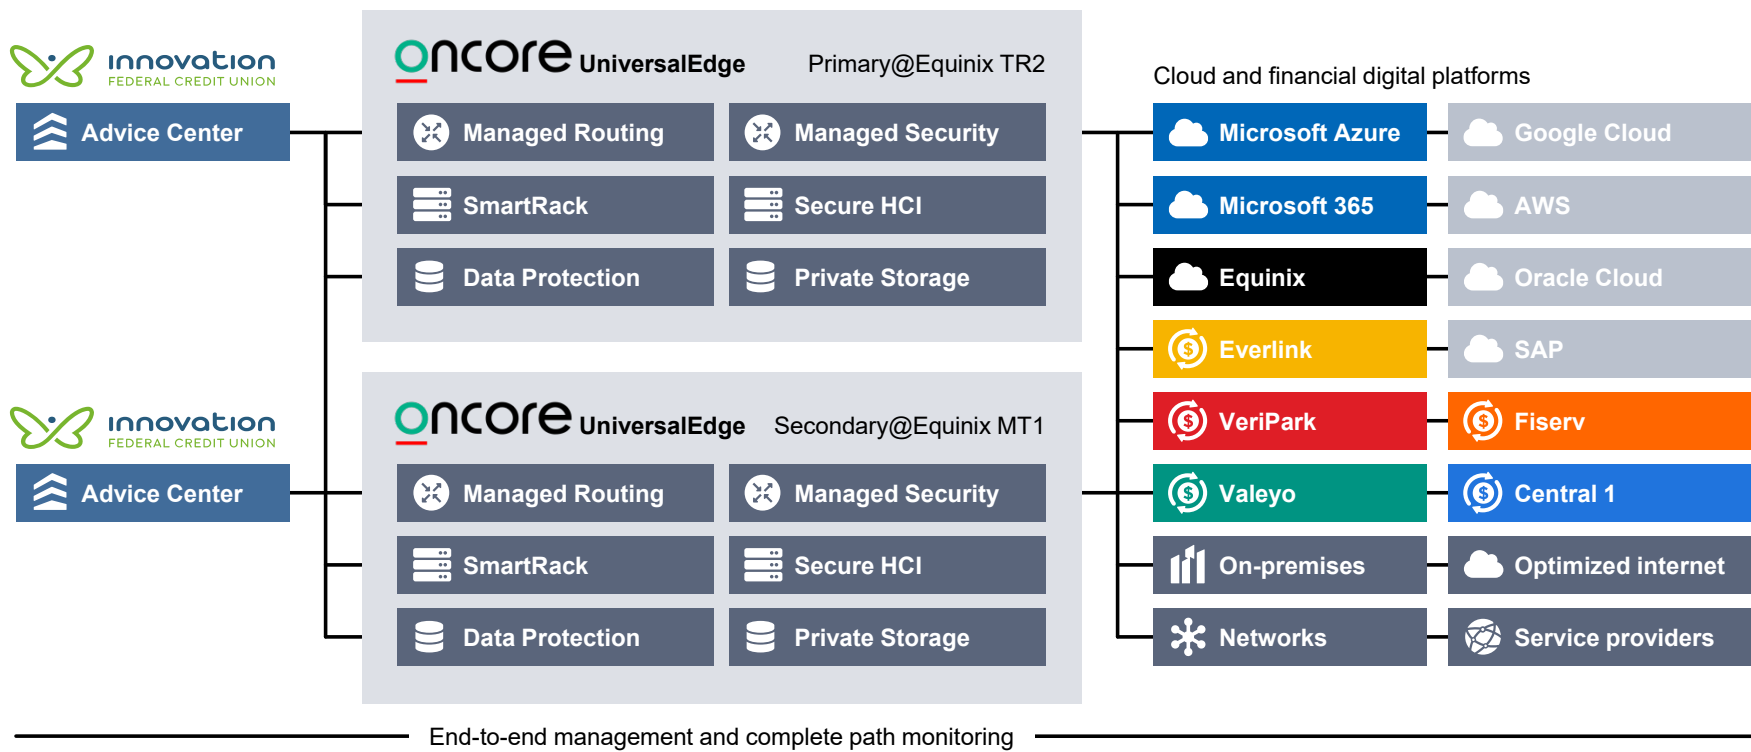 innovation
FEDERAL CREDIT UNION
Advice Center
oncore UniversalEdge Primary@Equinix TR2
Managed Routing Managed Security
SmartRack Secure HCI
Data Protection Private Storage
innovation
FEDERAL CREDIT UNION
Advice Center
oncore UniversalEdge Secondary@Equinix MT1
Managed Routing Managed Security
SmartRack Secure HCI
Data Protection Private Storage
Cloud and financial digital platforms
Microsoft Azure Google Cloud
Microsoft 365 AWS
Equinix Oracle Cloud
$ Everlink SAP
$ VeriPark $ Fiserv
$ Valeyo $ Central 1
On-premises Optimized internet
Networks Service providers
End-to-end management and complete path monitoring